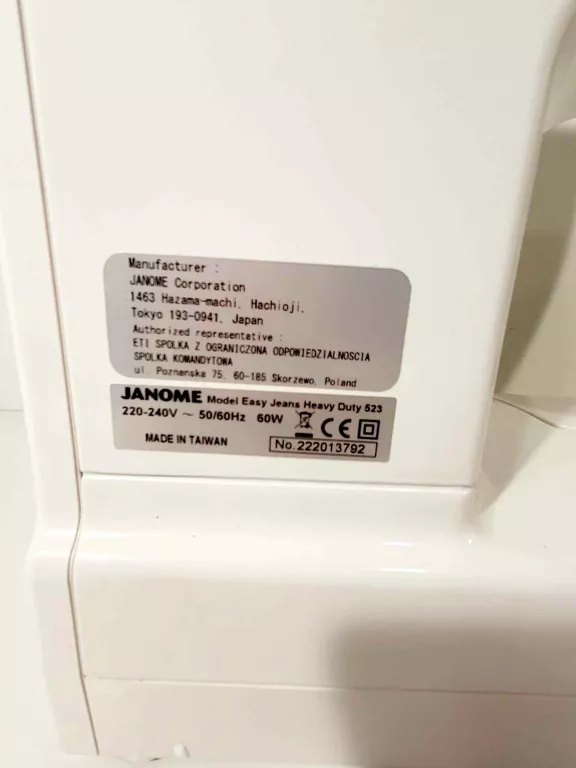 Manufacturer :
JANOME Corporation
1463 Hazama-machi, Hachioji,
Tokyo 193-0941, Japan
Authorized representative :
ETI SPOLKA Z OGRANICZONA ODPOWIEDZIALNOSCIA
SPOLKA KOMANDYTOWA
ul. Poznanska 75, 60-185 Skorzewo, Poland
JANOME Model Easy Jeans Heavy Duty 523
220-240V ~ 50/60Hz 60W CE
MADE IN TAIWAN No.222013792